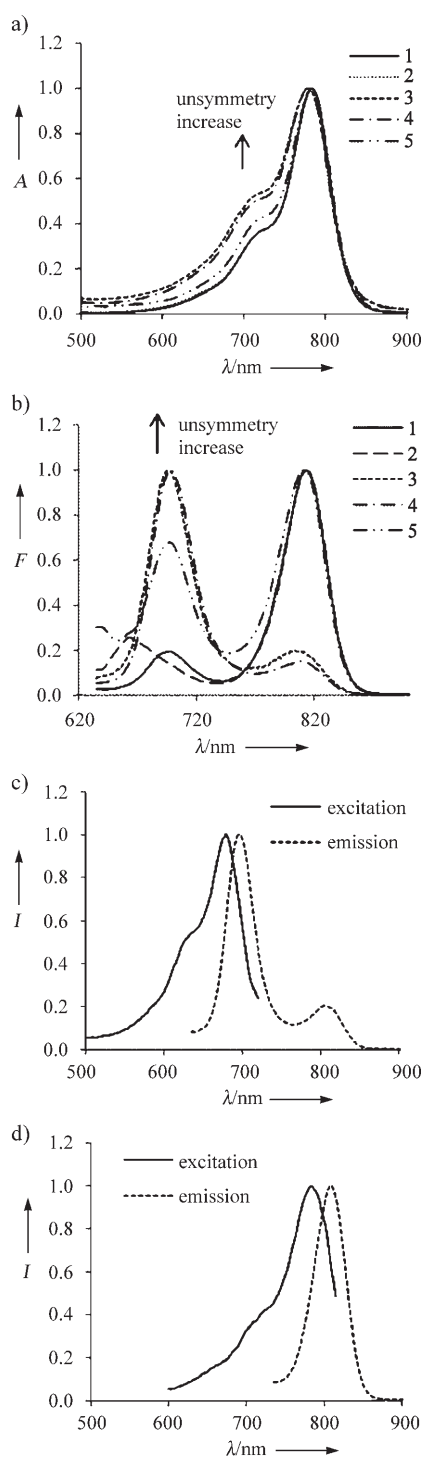 a)
1.2
1.0
0.8
0.6
0.4
0.2
0.0
A
unsymmetry
increase
1
2
3
4
5
500 600 700 800 900
λ/nm
b)
1.2
1.0
0.8
0.6
0.4
0.2
0.0
F
unsymmetry
increase
1
2
3
4
5
620 720 820
λ/nm
c)
1.2
1.0
0.8
0.6
0.4
0.2
0.0
I
excitation
emission
500 600 700 800 900
λ/nm
d)
1.2
1.0
0.8
0.6
0.4
0.2
0.0
I
excitation
emission
500 600 700 800 900
λ/nm